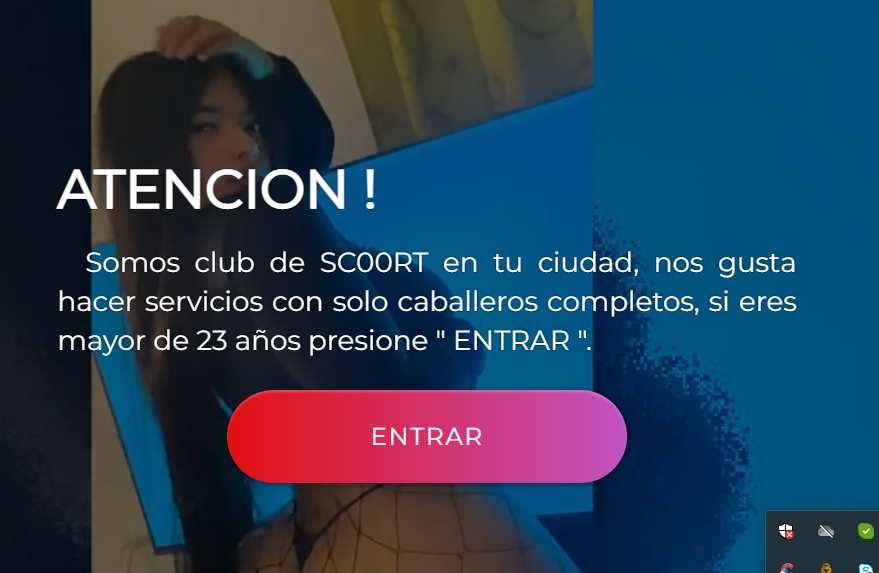 ATENCION !
Somos club de SC00RT en tu ciudad, nos gusta
hacer servicios con solo caballeros completos, si eres
mayor de 23 años presione " ENTRAR ".
ENTRAR